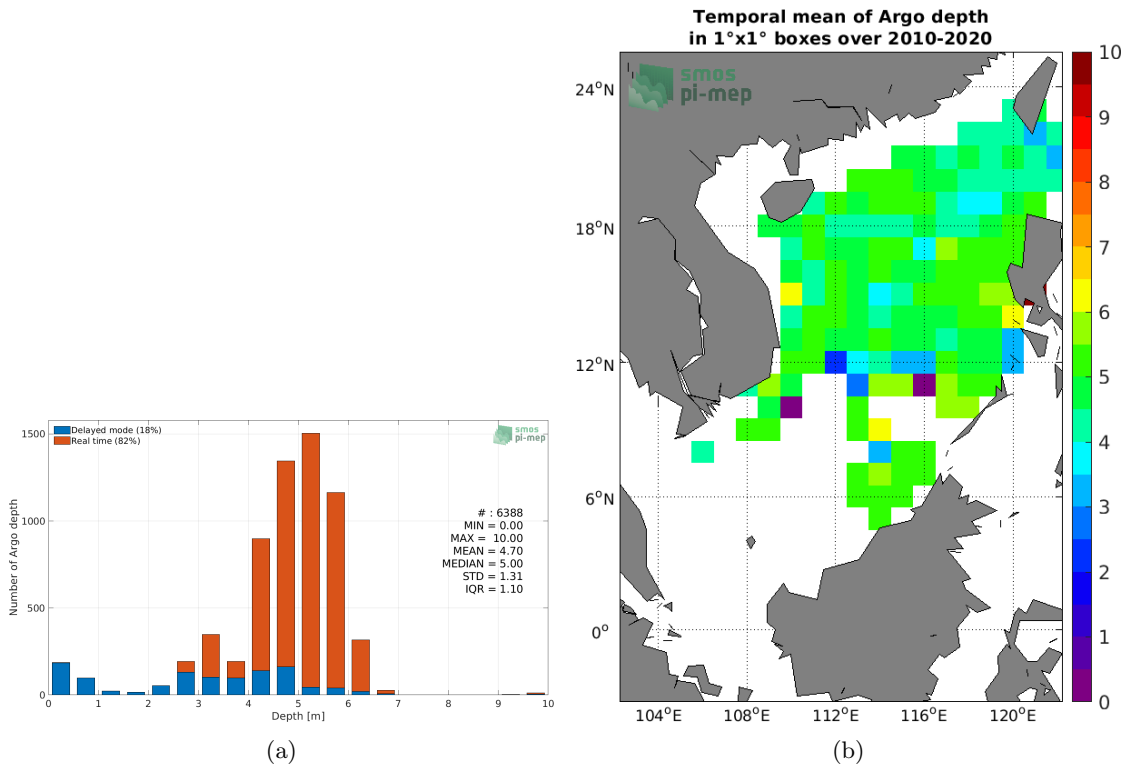 Temporal mean of Argo depth
in 1°x1° boxes over 2010-2020
smos
pi-mep
24°N
18°N
12°N
6°N
0°
104°E
108°E
112°E
116°E
120°E
10
9
8
7
6
5
4
3
2
1
0
Delayed mode (18%)
Real time (82%)
smos
pi-mep
# : 6388
MIN = 0.00
MAX = 10.00
MEAN = 4.70
MEDIAN = 5.00
STD = 1.31
IQR = 1.10
Number of Argo depth
1500
1000
500
0
0 1 2 3 4 5 6 7 8 9 10
Depth [m]
(a)
(b)